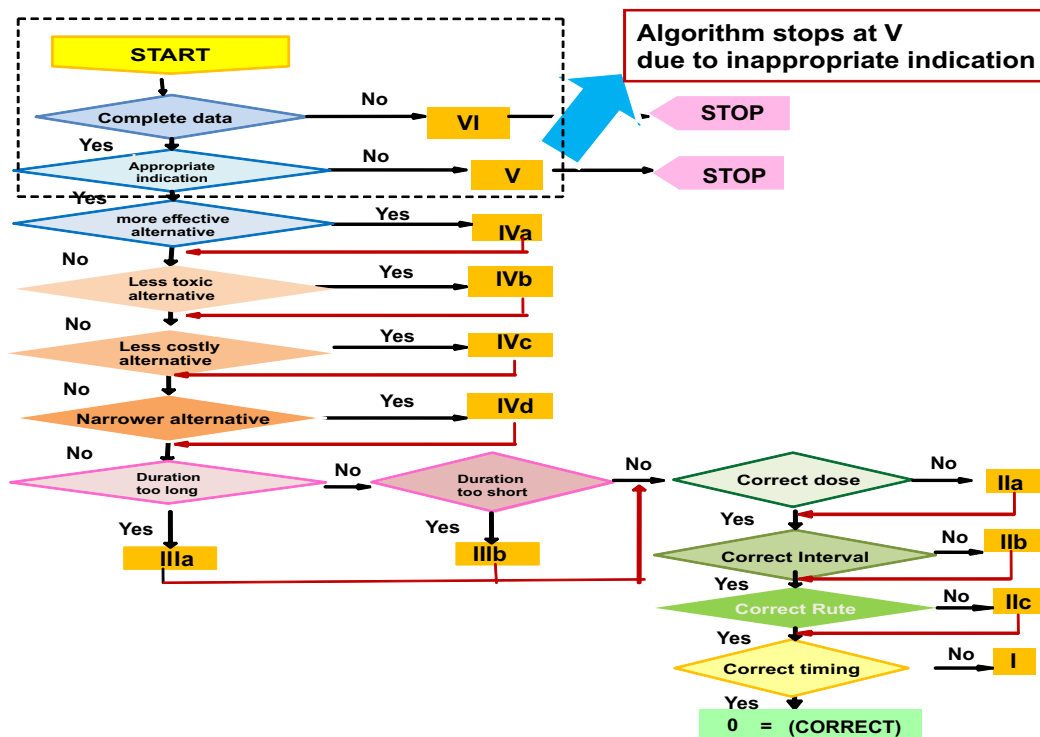 Algorithm stops at V
due to inappropriate indication
START
No
Complete data
VI
STOP
Yes
No
Appropriate
indication
V
STOP
Yes
more effective
alternative
Yes
IVa
No
Less toxic
alternative
Yes
IVb
No
Less costly
alternative
Yes
IVc
No
Narrower alternative
Yes
IVd
No
Duration
too long
No
Duration
too short
No
Correct dose
No
IIa
Yes
IIIa
Yes
IIIb
Yes
Correct Interval
No
IIb
Yes
Correct Rute
No
IIc
Yes
Correct timing
No
I
Yes
0 = (CORRECT)